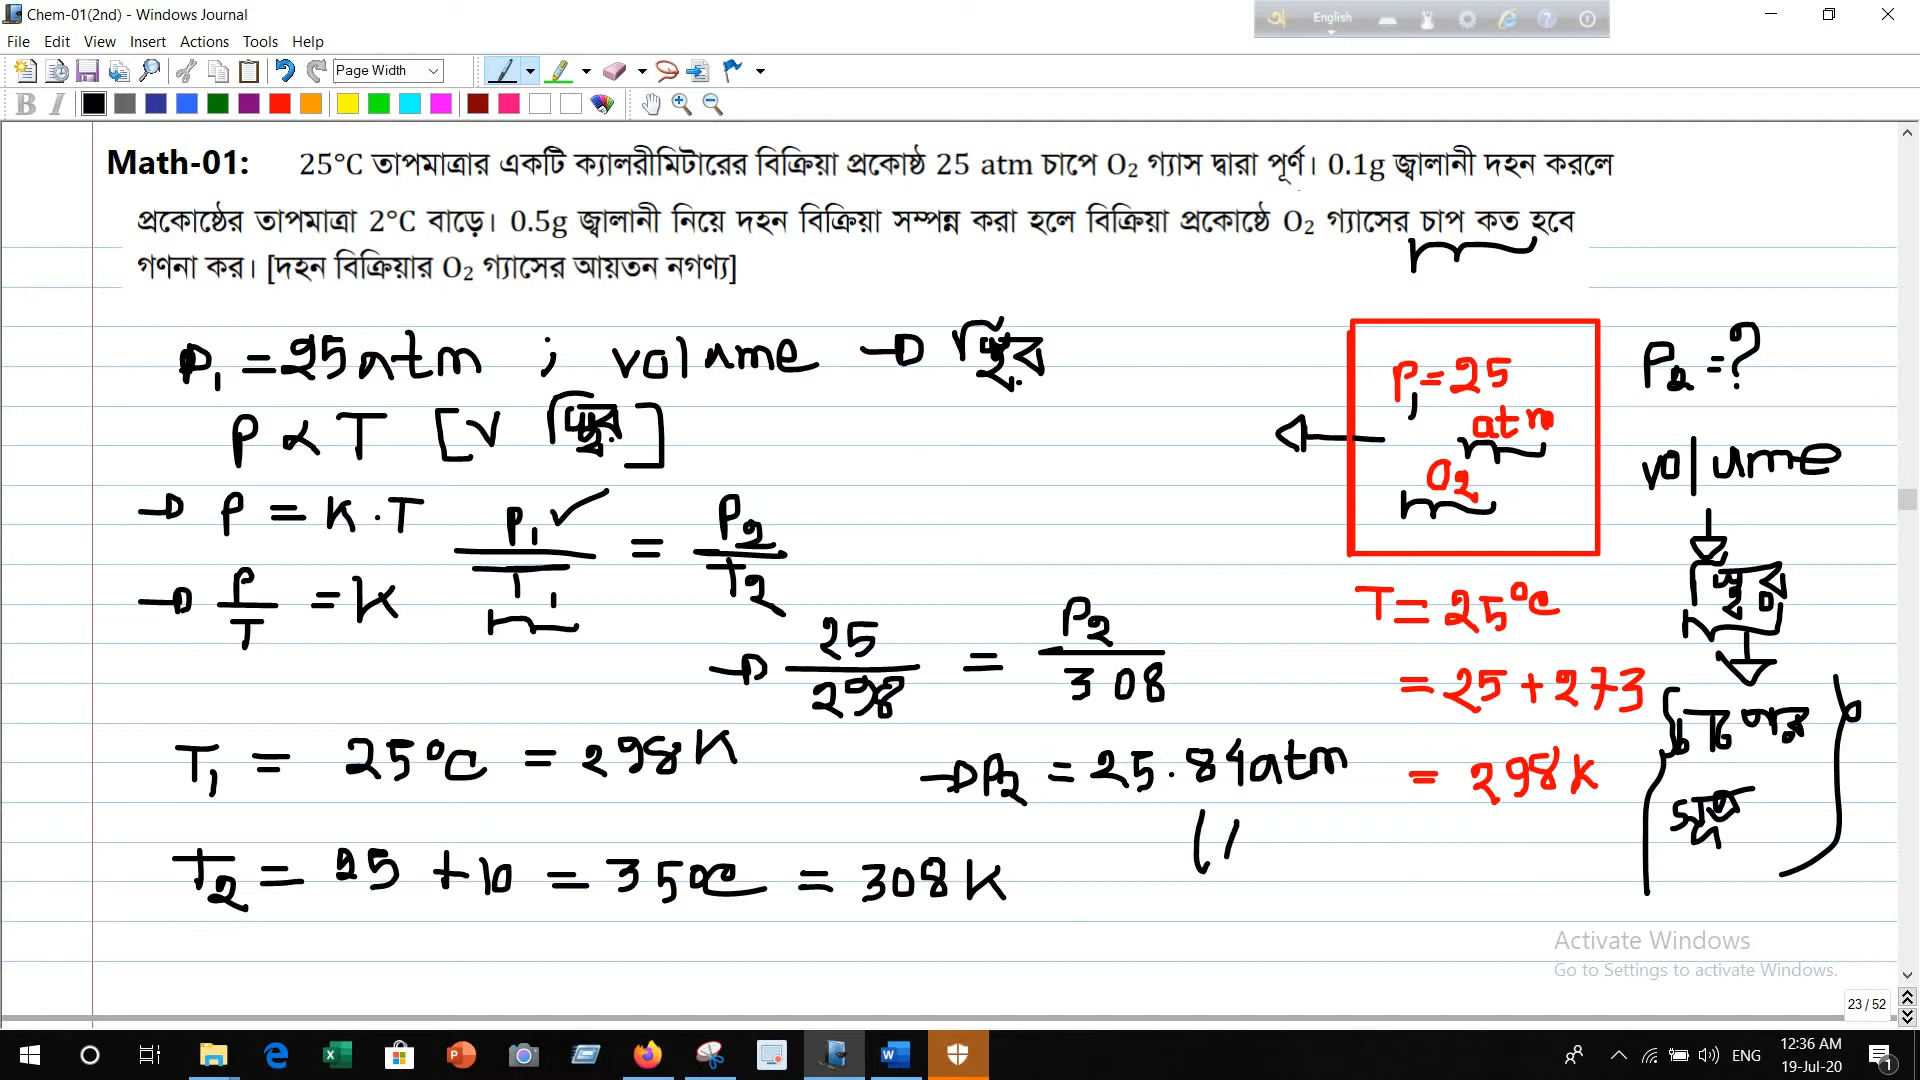 Chem-01(2nd) - Windows Journal
English
File Edit View Insert Actions Tools Help
Page Width
Math-01: 25°C তাপমাত্রার একটি ক্যালরীমিটারের বিক্রিয়া প্রকোষ্ঠ 25 atm চাপে O₂ গ্যাস দ্বারা পূর্ণ। 0.1g জ্বালানী দহন করলে
প্রকোষ্ঠের তাপমাত্রা 2°C বাড়ে। 0.5g জ্বালানী নিয়ে দহন বিক্রিয়া সম্পন্ন করা হলে বিক্রিয়া প্রকোষ্ঠে O₂ গ্যাসের চাপ কত হবে
গণনা কর। [দহন বিক্রিয়ার O₂ গ্যাসের আয়তন নগণ্য]
P₁ = 25 atm ; volume → স্থির
P ∝ T [V স্থির]
→ P = K . T
→ P/T = K
P₁/T₁ = P₂/T₂
→ 25/298 = P₂/308
T₁ = 25°C = 298 K
→ P₂ = 25.84 atm
T₂ = 25 + 10 = 35°C = 308 K
P₁ = 25
atm
O₂
T = 25°C
= 25 + 273
= 298 K
P₂ = ?
volume
স্থির
Activate Windows
Go to Settings to activate Windows.
23 / 52
ENG
12:36 AM
19-Jul-20
1